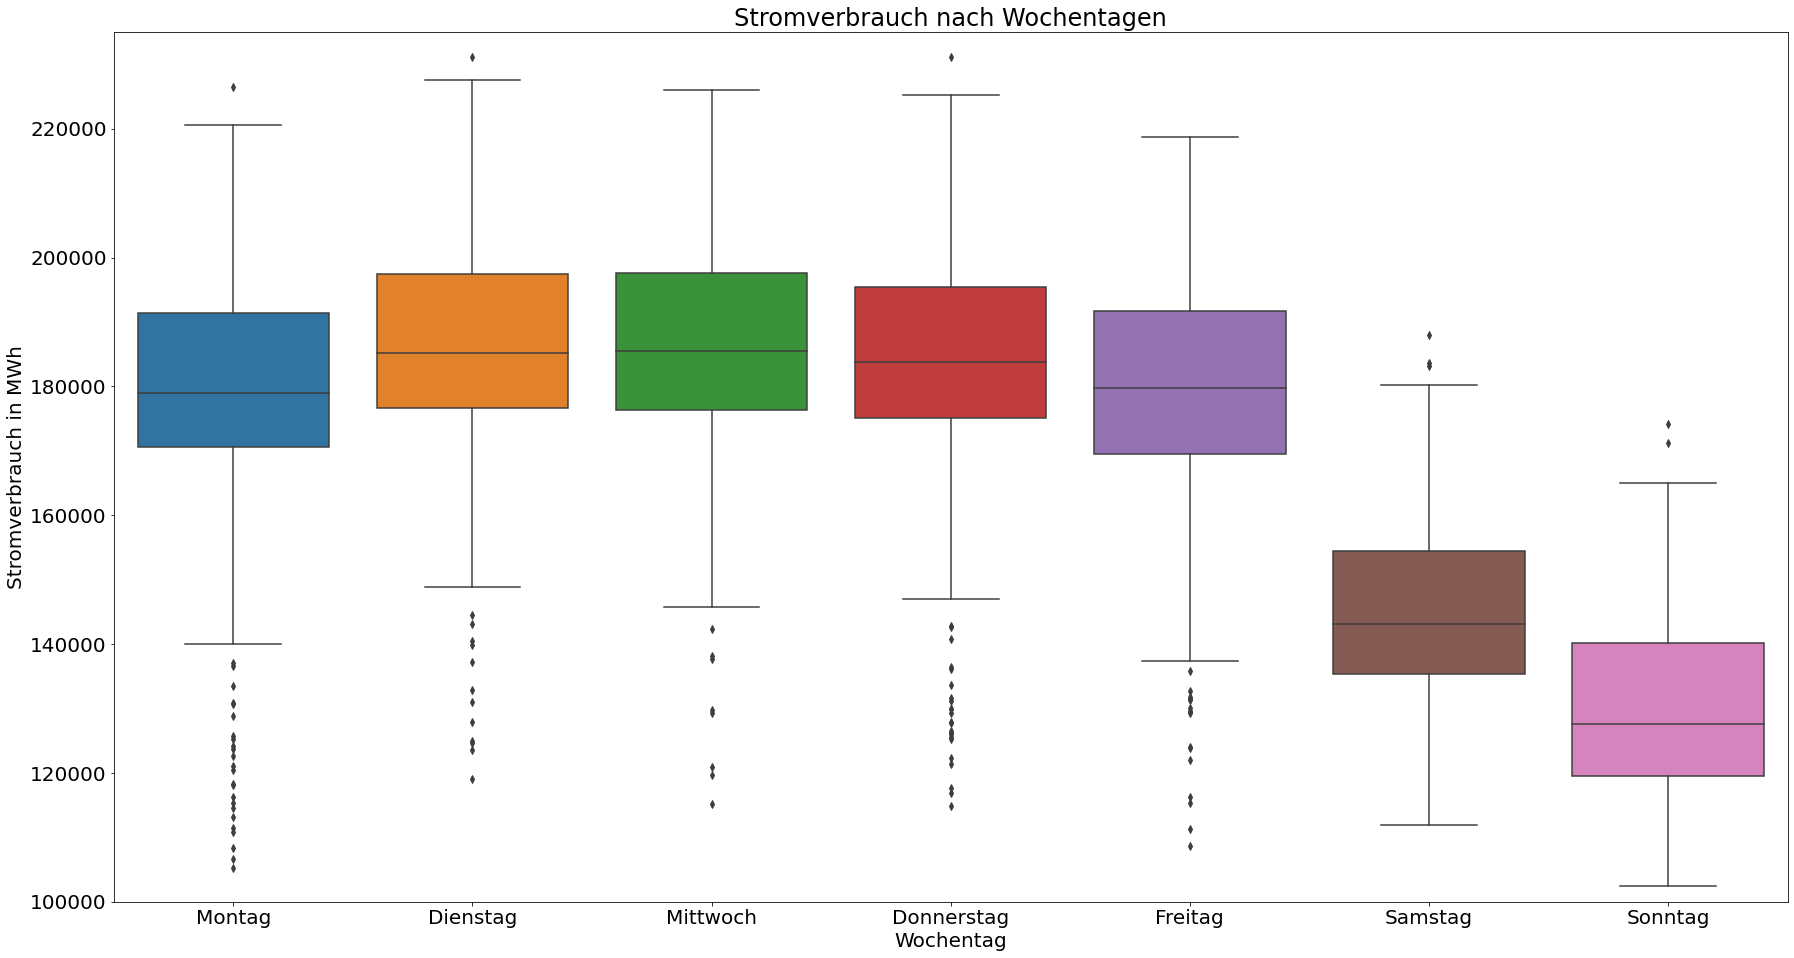 Stromverbrauch nach Wochentagen
Stromverbrauch in MWh
220000
200000
180000
160000
140000
120000
100000
Montag Dienstag Mittwoch Donnerstag Freitag Samstag Sonntag
Wochentag